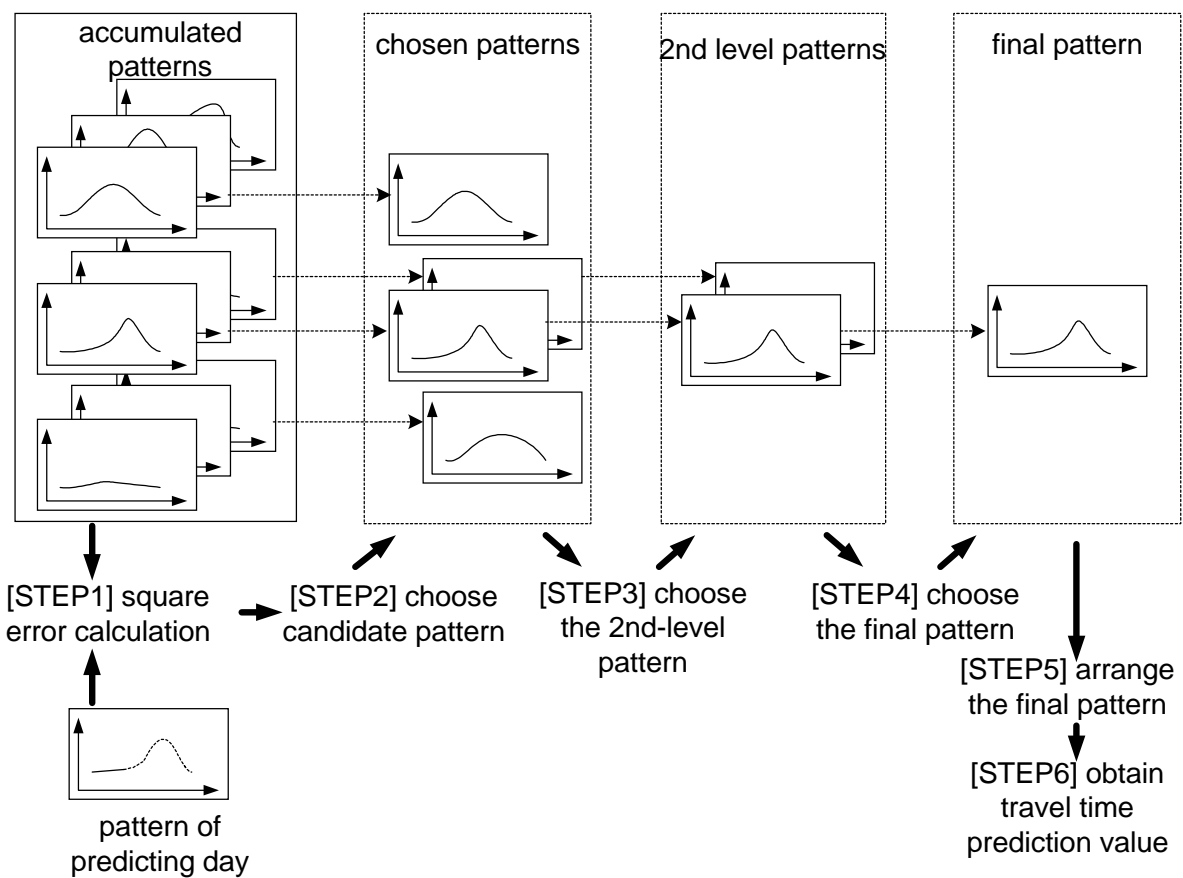 accumulated
patterns
chosen patterns
2nd level patterns
final pattern
[STEP1] square
error calculation
[STEP2] choose
candidate pattern
[STEP3] choose
the 2nd-level
pattern
[STEP4] choose
the final pattern
[STEP5] arrange
the final pattern
[STEP6] obtain
travel time
prediction value
pattern of
predicting day